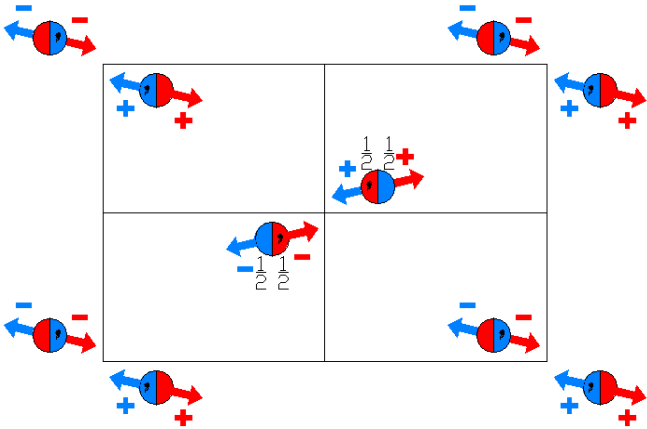 − − − −
, ,
, ,
+ + + +
+ 1/2 1/2 +
,
,
− 1/2 1/2 −
− − − −
, ,
, ,
+ + + +